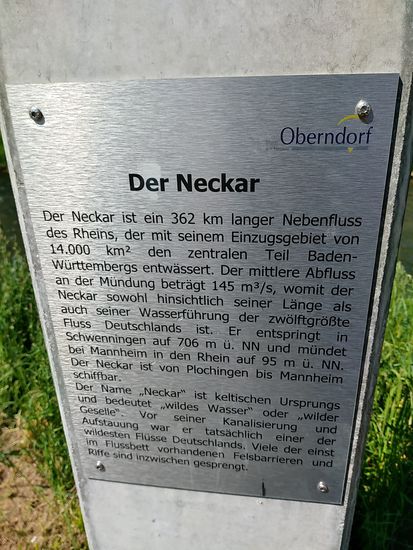 Oberndorf
Der Neckar
Der Neckar ist ein 362 km langer Nebenfluss
des Rheins, der mit seinem Einzugsgebiet von
14.000 km² den zentralen Teil Baden-
Württembergs entwässert. Der mittlere Abfluss
an der Mündung beträgt 145 m³/s, womit der
Neckar sowohl hinsichtlich seiner Länge als
auch seiner Wasserführung der zwölftgrößte
Fluss Deutschlands ist. Er entspringt in
Schwenningen auf 706 m ü. NN und mündet
bei Mannheim in den Rhein auf 95 m ü. NN.
Der Neckar ist von Plochingen bis Mannheim
schiffbar.
Der Name „Neckar“ ist keltischen Ursprungs
und bedeutet „wildes Wasser“ oder „wilder
Geselle“. Vor seiner Kanalisierung und
Aufstauung war er tatsächlich einer der
wildesten Flüsse Deutschlands. Viele der einst
im Flussbett vorhandenen Felsbarrieren und
Riffe sind inzwischen gesprengt.